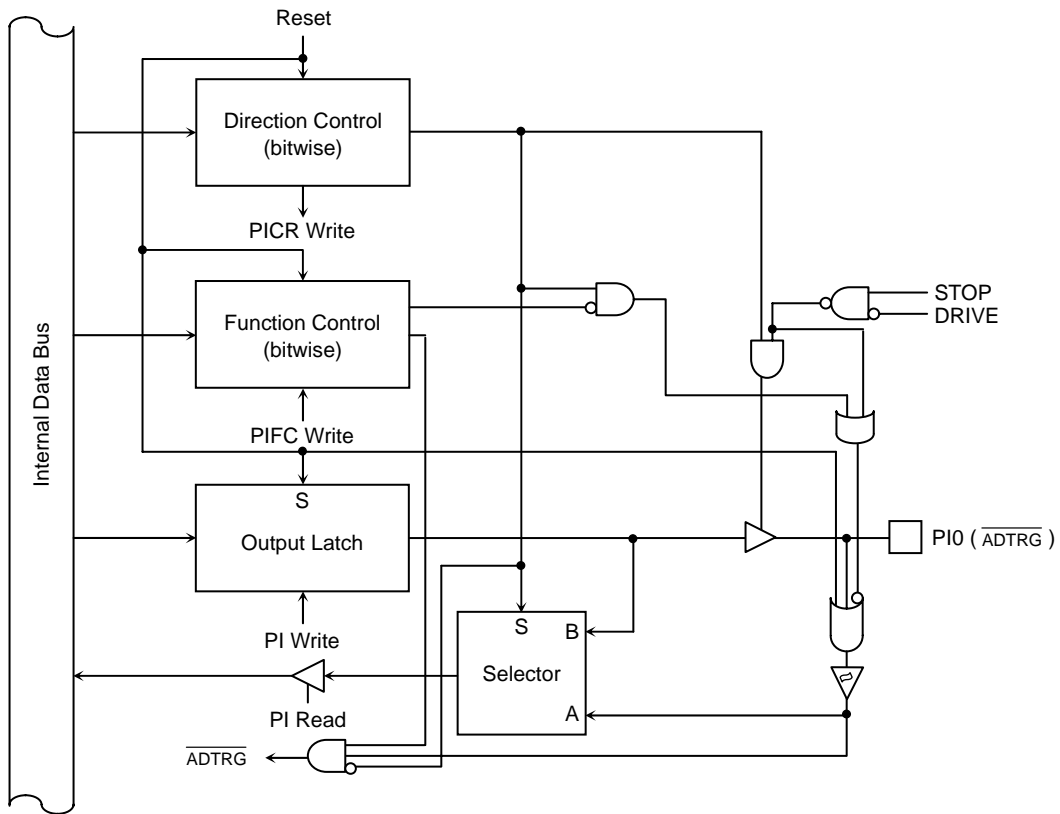 Reset
Internal Data Bus
Direction Control
(bitwise)
PICR Write
Function Control
(bitwise)
STOP
DRIVE
PIFC Write
S
Output Latch
PI0 ( ADTRG )
PI Write
S
B
Selector
A
PI Read
ADTRG